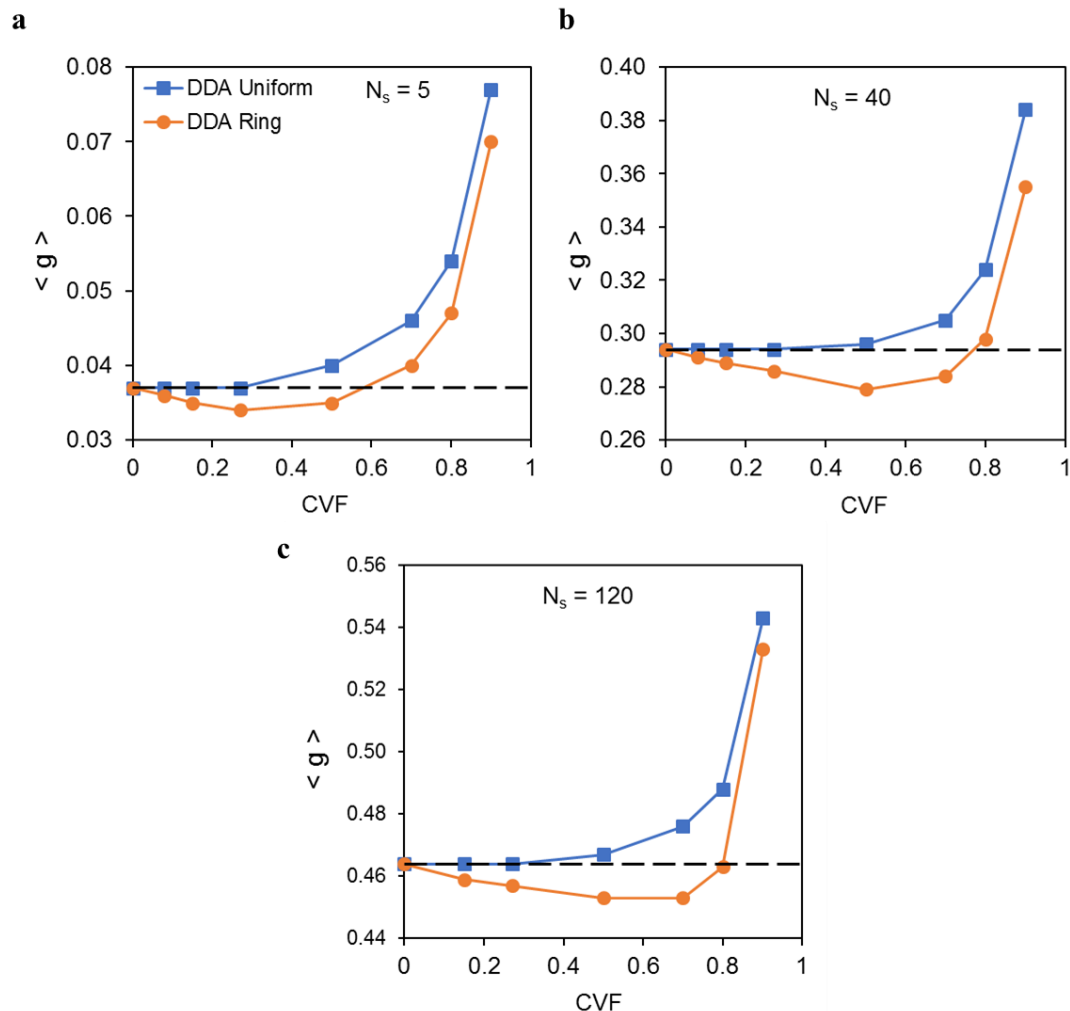 a
0.08
0.07
0.06
0.05
0.04
0.03
< g >
DDA Uniform
DDA Ring
Ns = 5
0 0.2 0.4 0.6 0.8 1
CVF
b
0.40
0.38
0.36
0.34
0.32
0.30
0.28
0.26
< g >
Ns = 40
0 0.2 0.4 0.6 0.8 1
CVF
c
0.56
0.54
0.52
0.50
0.48
0.46
0.44
< g >
Ns = 120
0 0.2 0.4 0.6 0.8 1
CVF